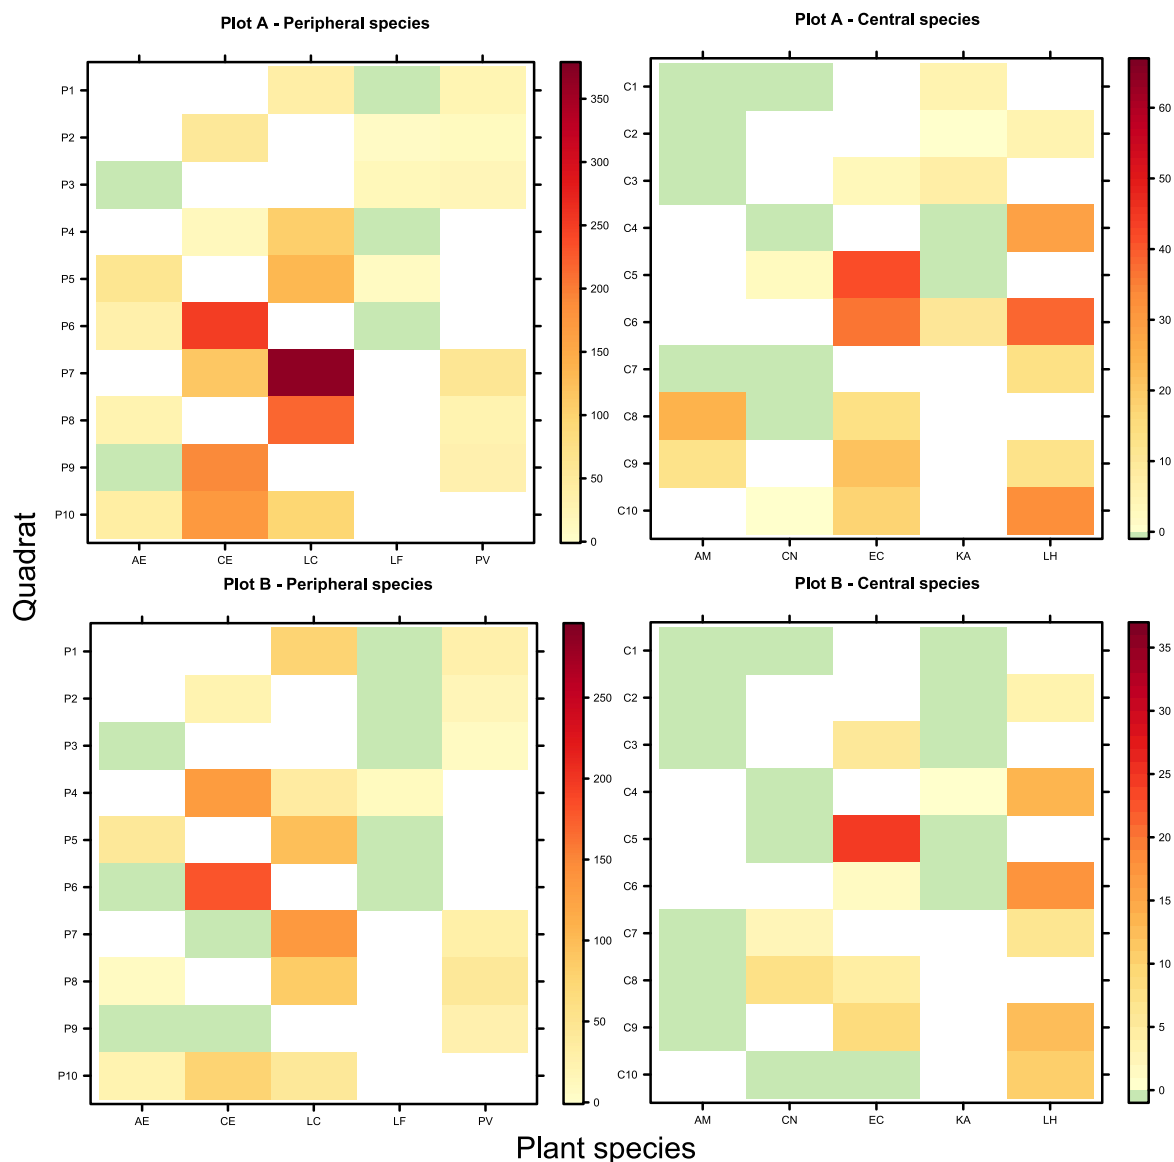 Plot A - Peripheral species
Plot A - Central species
P1
P2
P3
P4
P5
P6
P7
P8
P9
P10
AE CE LC LF PV
350
300
250
200
150
100
50
0
C1
C2
C3
C4
C5
C6
C7
C8
C9
C10
AM CN EC KA LH
60
50
40
30
20
10
0
Quadrat
Plot B - Peripheral species
Plot B - Central species
P1
P2
P3
P4
P5
P6
P7
P8
P9
P10
AE CE LC LF PV
250
200
150
100
50
0
C1
C2
C3
C4
C5
C6
C7
C8
C9
C10
AM CN EC KA LH
35
30
25
20
15
10
5
0
Plant species